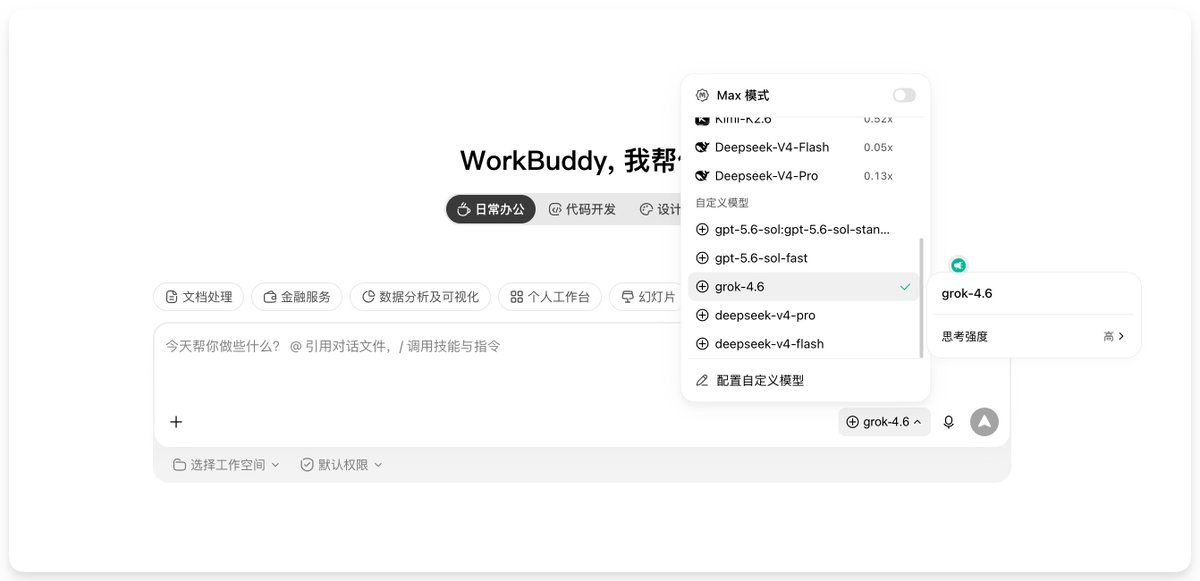 Max 模式
Kimi-K2.6 0.52x
Deepseek-V4-Flash 0.05x
Deepseek-V4-Pro 0.13x
自定义模型
gpt-5.6-sol:gpt-5.6-sol-stan...
gpt-5.6-sol-fast
grok-4.6
deepseek-v4-pro
deepseek-v4-flash
配置自定义模型
grok-4.6
思考强度 高
WorkBuddy, 我帮
日常办公 代码开发 设计
文档处理 金融服务 数据分析及可视化 个人工作台 幻灯片
今天帮你做些什么? @ 引用对话文件, / 调用技能与指令
grok-4.6
选择工作空间 默认权限